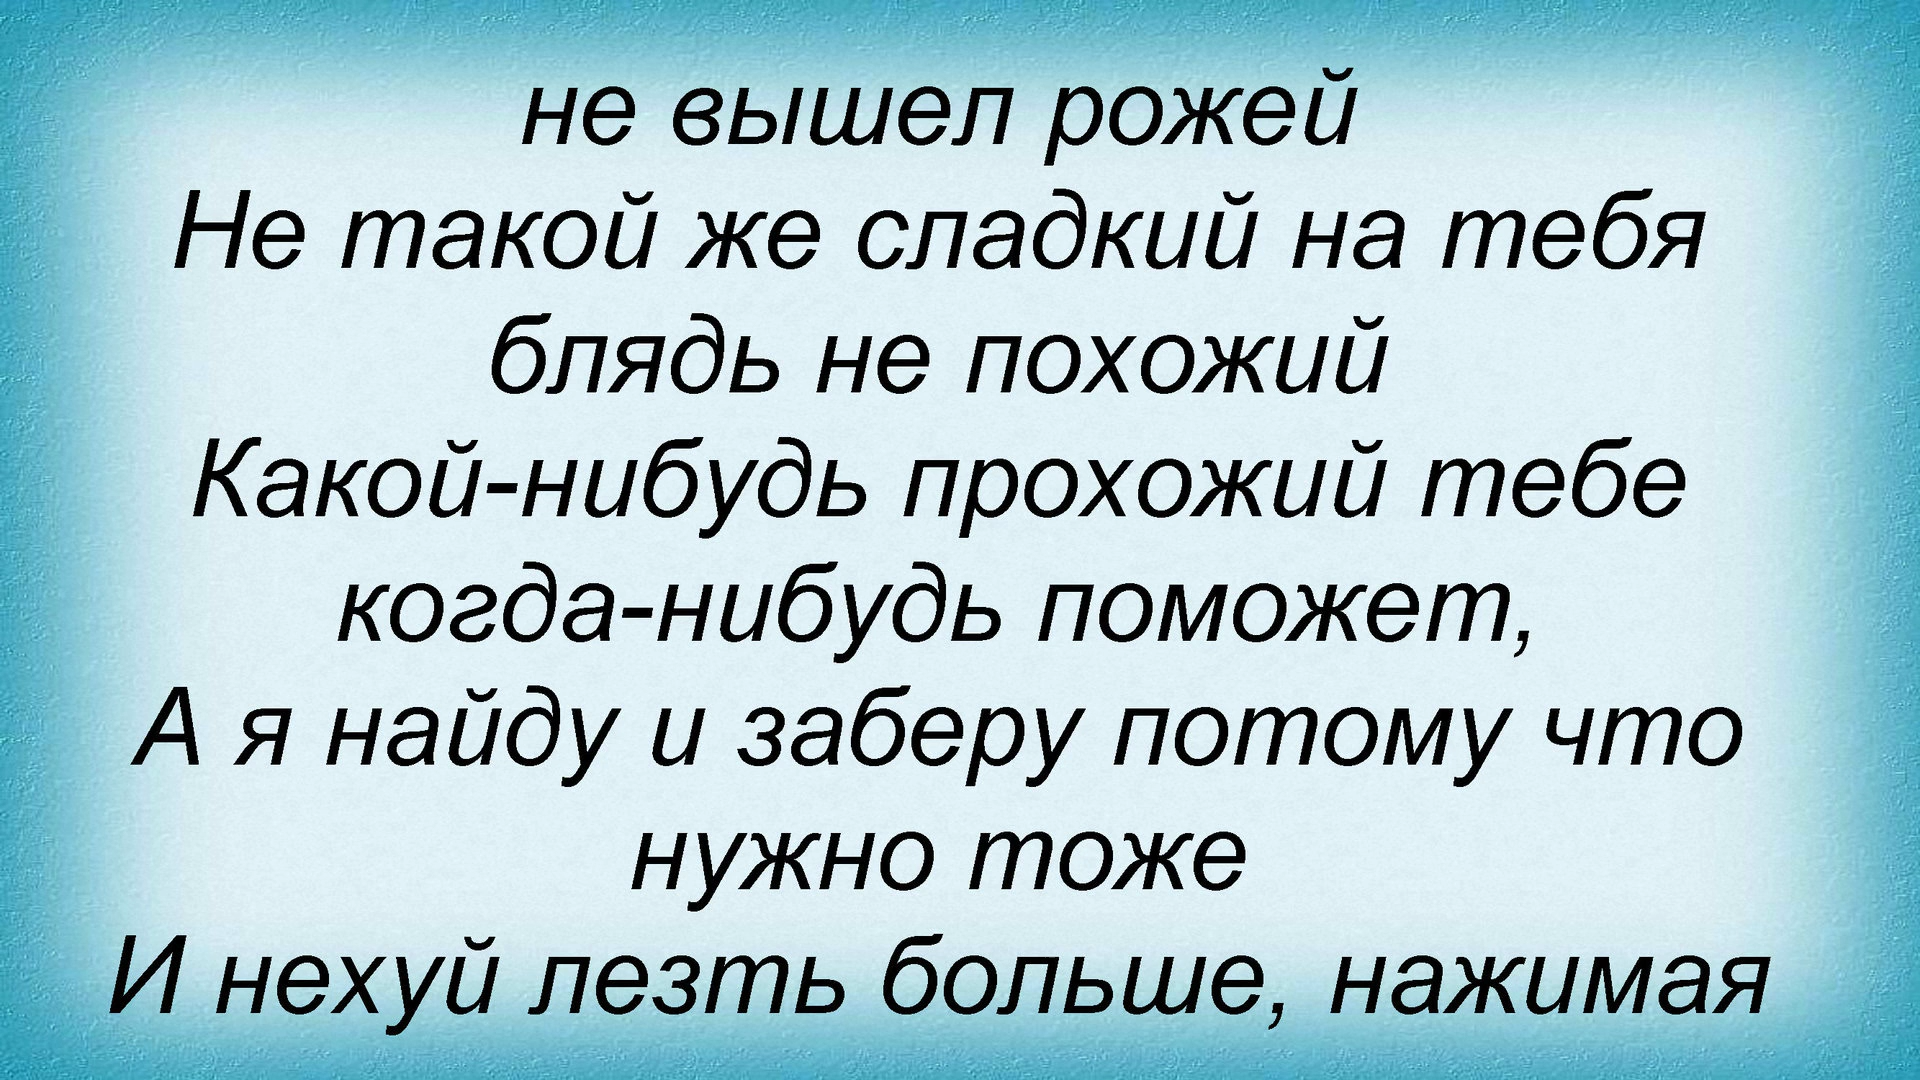 не вышел рожей
Не такой же сладкий на тебя
блядь не похожий
Какой-нибудь прохожий тебе
когда-нибудь поможет,
А я найду и заберу потому что
нужно тоже
И нехуй лезть больше, нажимая